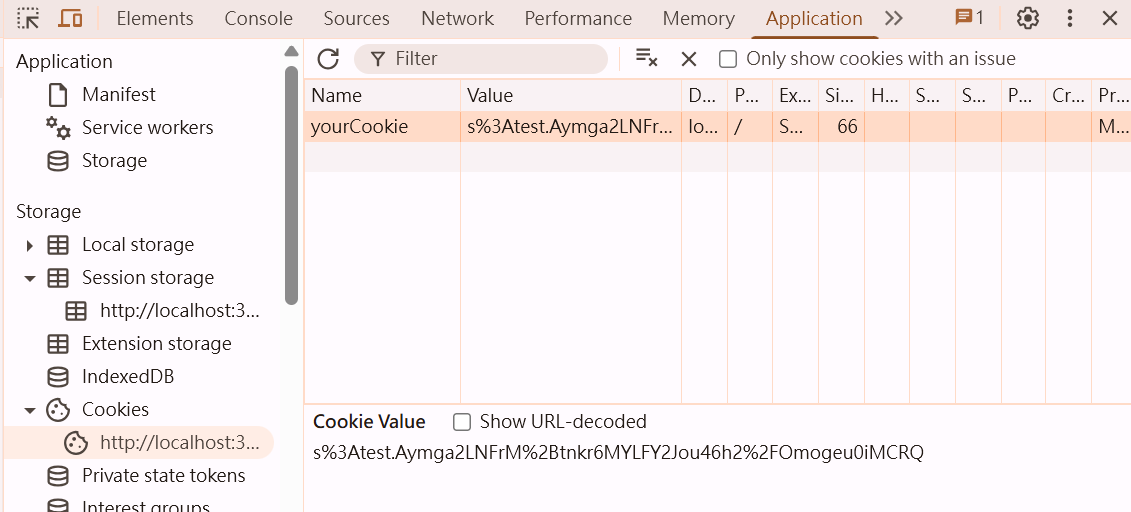 Elements Console Sources Network Performance Memory Application 1
Application
Manifest
Service workers
Storage
Storage
Local storage
Session storage
http://localhost:3...
Extension storage
IndexedDB
Cookies
http://localhost:3...
Private state tokens
Interest groups
Filter Only show cookies with an issue
Name Value D... P... Ex... Si... H... S... S... P... Cr... Pr...
yourCookie s%3Atest.Aymga2LNFr... lo... / S... 66 M...
Cookie Value Show URL-decoded
s%3Atest.Aymga2LNFrM%2Btnkr6MYLFY2Jou46h2%2FOmogeu0iMCRQ